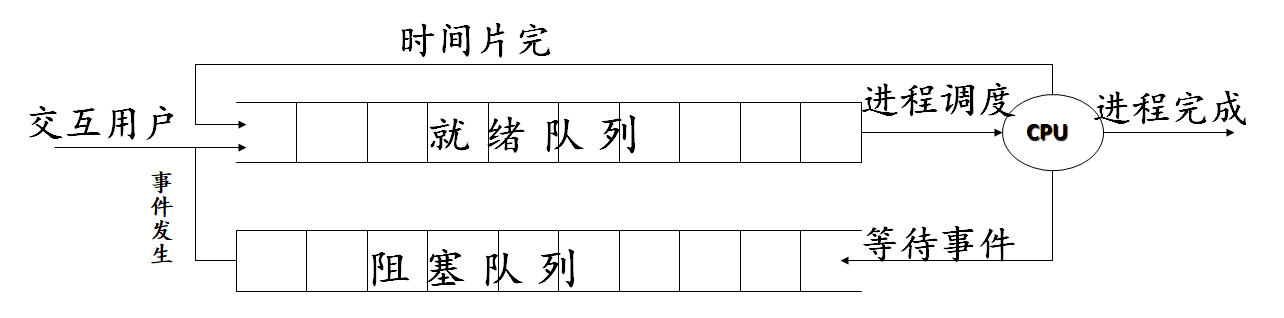 时间片完
交互用户
就绪队列
进程调度
CPU
进程完成
事件发生
阻塞队列
等待事件